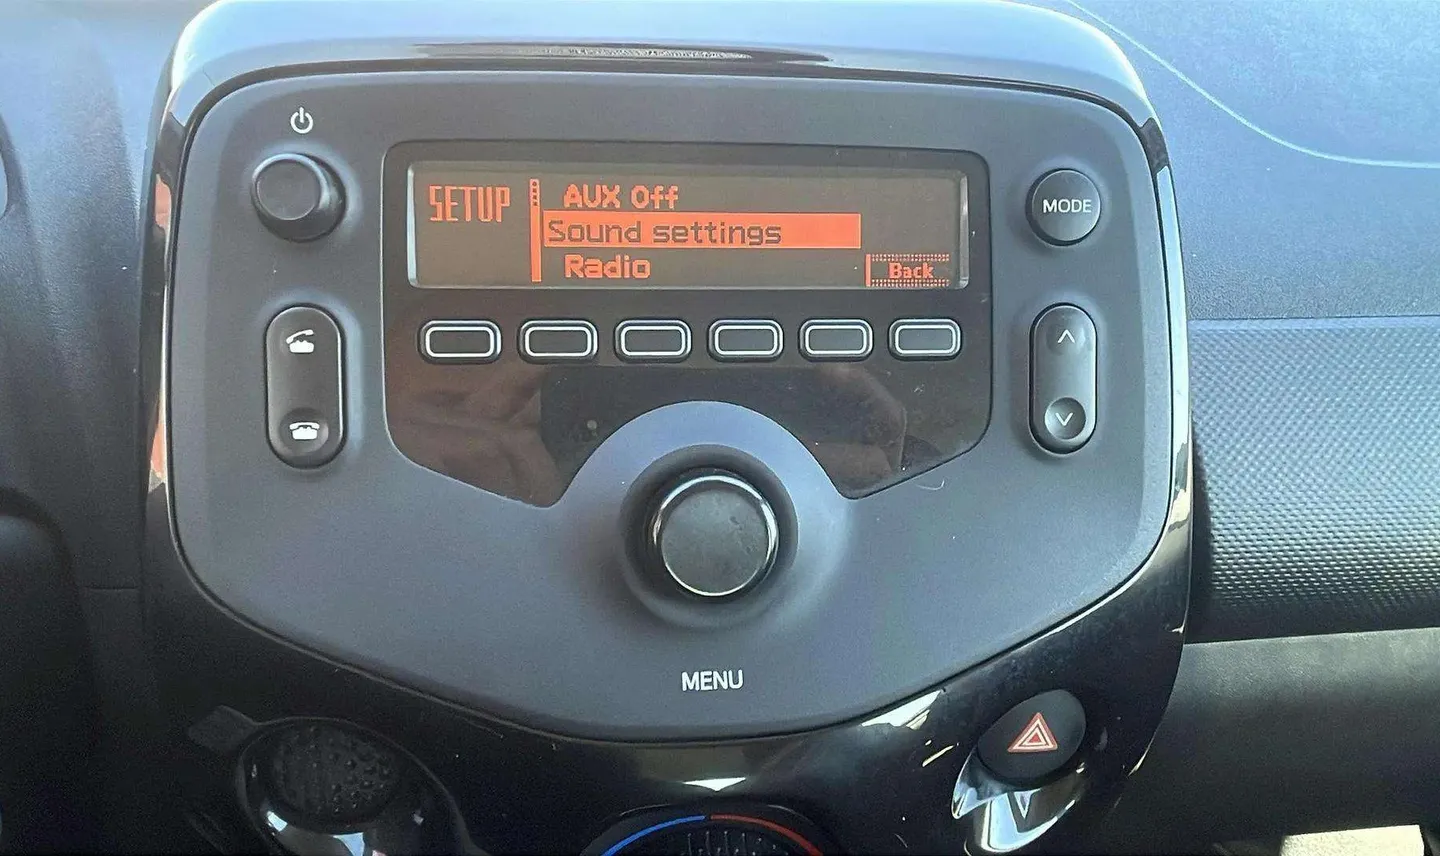 SETUP
AUX Off
Sound settings
Radio
Back
MODE
MENU